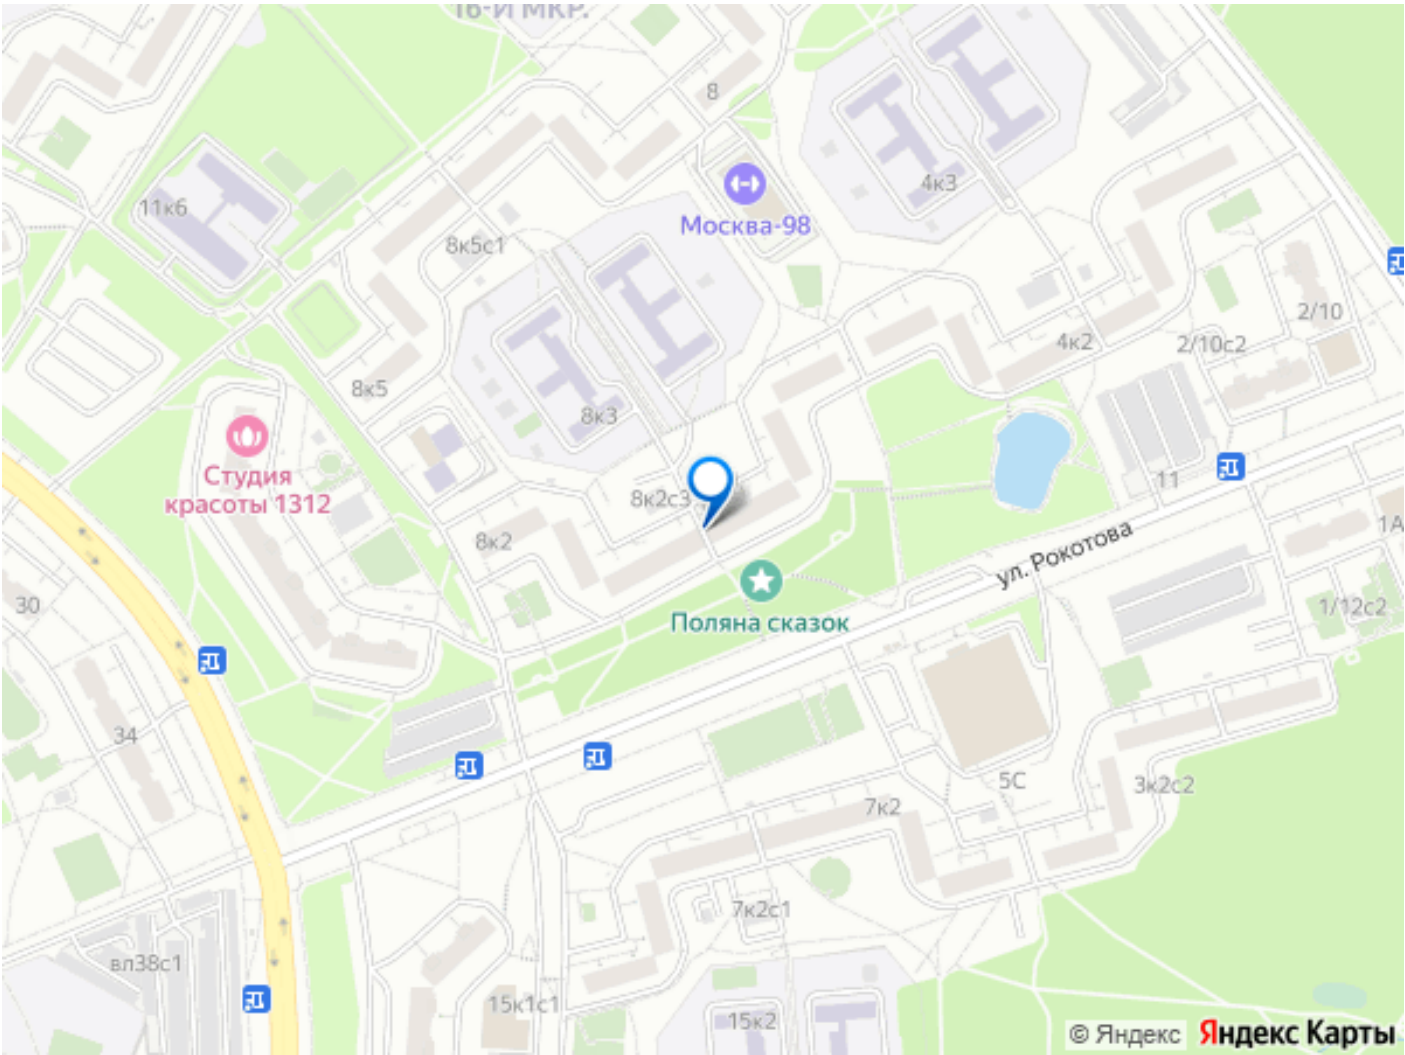 16-Й МКР.
8
4к3
11к6
Москва-98
8к5с1
2/10
4к2
2/10с2
8к5
8к3
Студия
красоты 1312
11
8к2с3
1А
8к2
ул. Рокотова
30
1/12с2
Поляна сказок
34
5С
3к2с2
7к2
7к2с1
вл38с1
15к1с1
15к2
© Яндекс Яндекс Карты